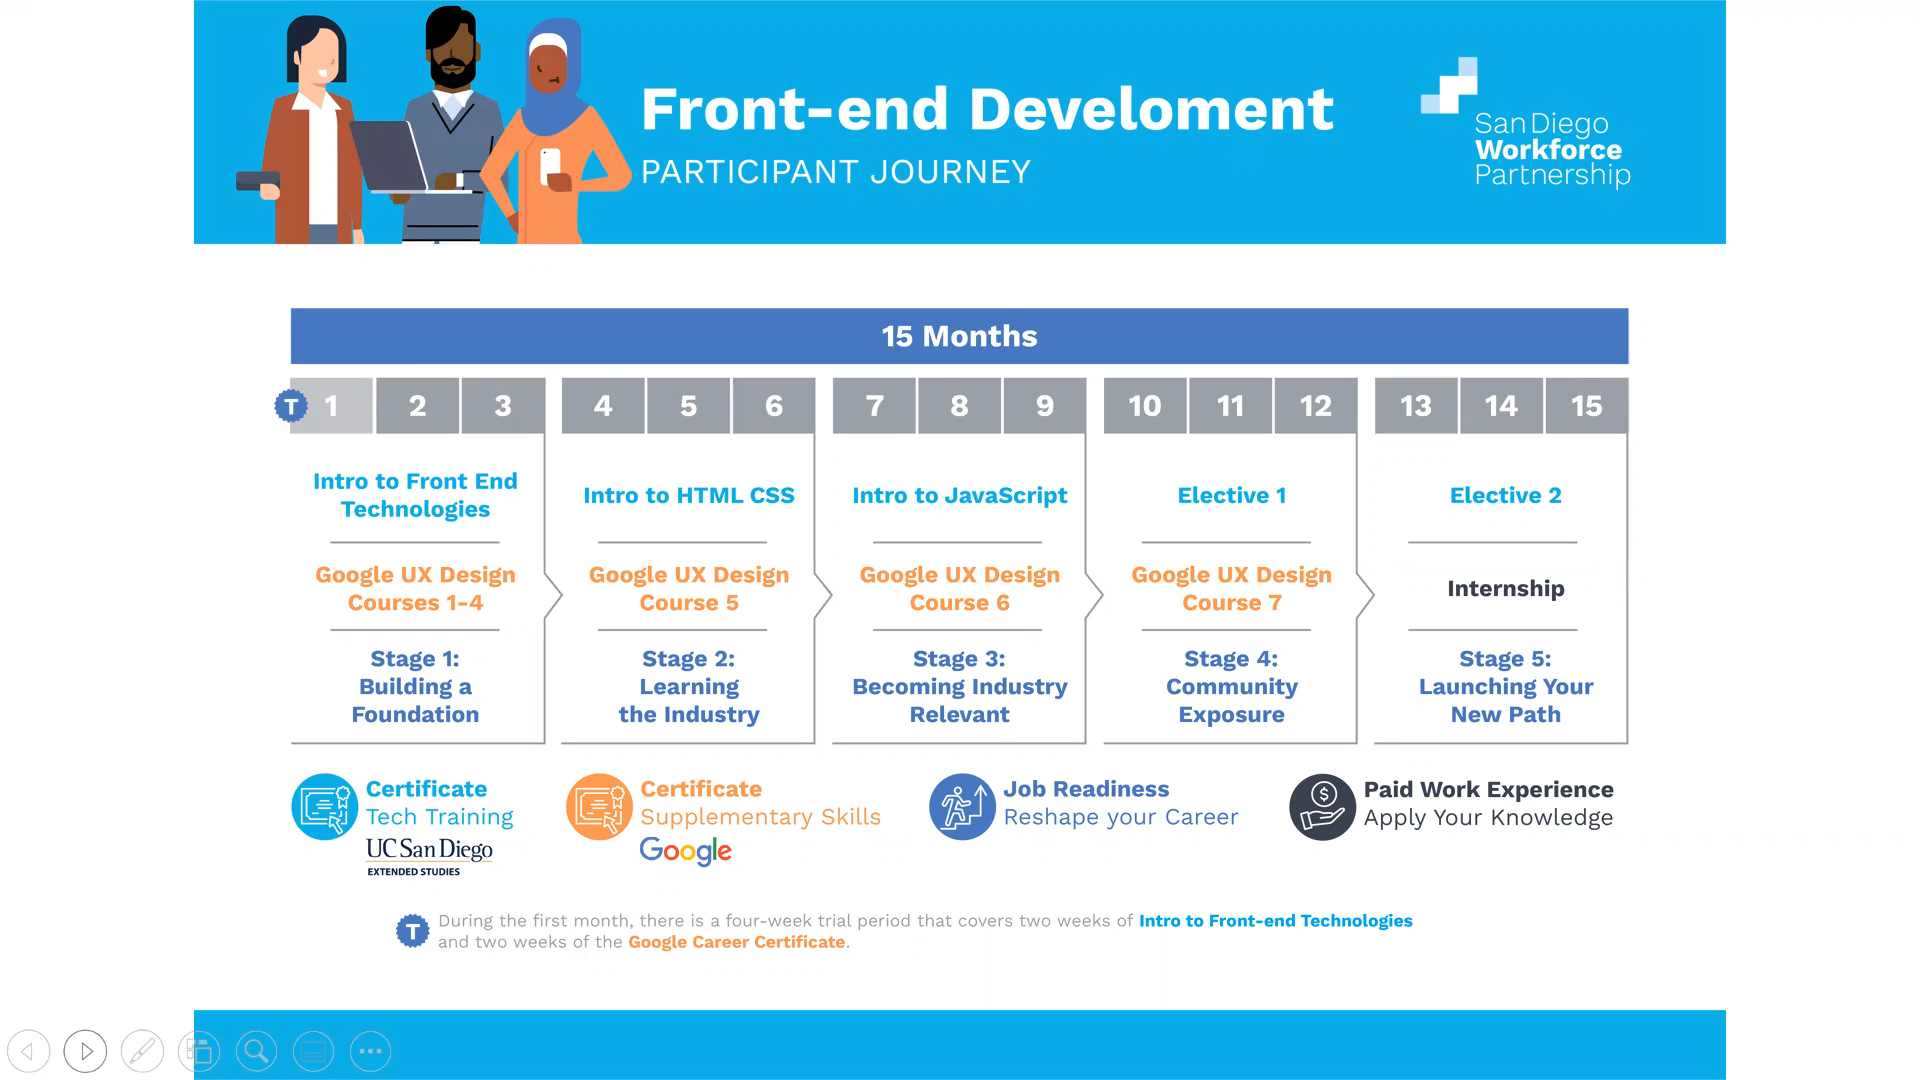 Front-end Develoment
PARTICIPANT JOURNEY
San Diego
Workforce
Partnership
15 Months
T 1 2 3 4 5 6 7 8 9 10 11 12 13 14 15
Intro to Front End
Technologies
Google UX Design
Courses 1-4
Stage 1:
Building a
Foundation
Intro to HTML CSS
Google UX Design
Course 5
Stage 2:
Learning
the Industry
Intro to JavaScript
Google UX Design
Course 6
Stage 3:
Becoming Industry
Relevant
Elective 1
Google UX Design
Course 7
Stage 4:
Community
Exposure
Elective 2
Internship
Stage 5:
Launching Your
New Path
Certificate
Tech Training
UC San Diego
EXTENDED STUDIES
Certificate
Supplementary Skills
Google
Job Readiness
Reshape your Career
Paid Work Experience
Apply Your Knowledge
T During the first month, there is a four-week trial period that covers two weeks of Intro to Front-end Technologies
and two weeks of the Google Career Certificate.